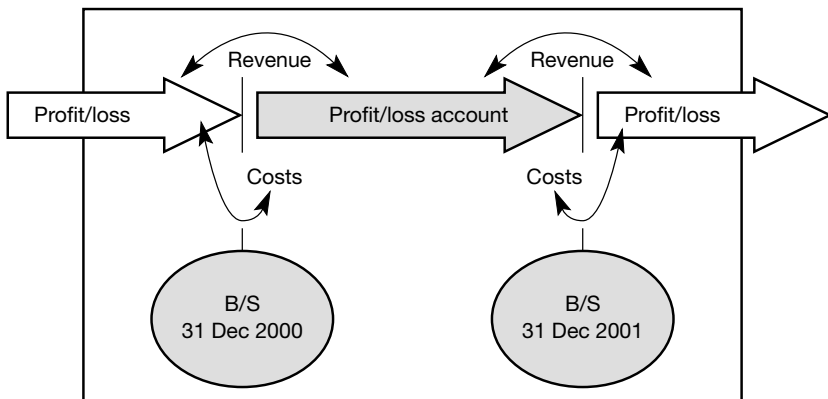 Revenue
Revenue
Profit/loss
Profit/loss account
Profit/loss
Costs
Costs
B/S
31 Dec 2000
B/S
31 Dec 2001